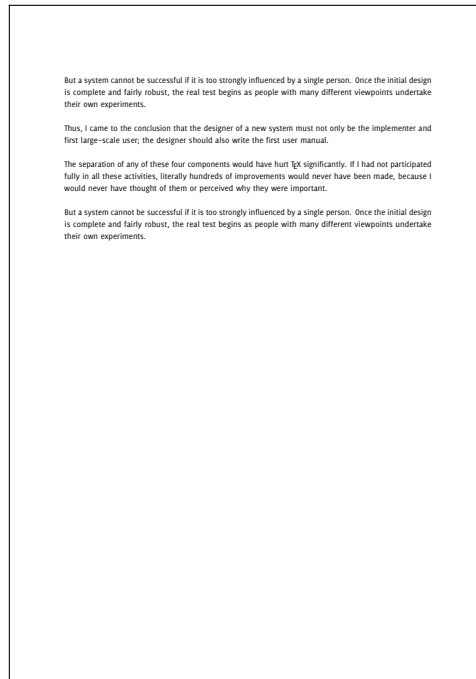 But a system cannot be successful if it is too strongly influenced by a single person. Once the initial design
is complete and fairly robust, the real test begins as people with many different viewpoints undertake
their own experiments.
Thus, I came to the conclusion that the designer of a new system must not only be the implementer and
first large-scale user; the designer should also write the first user manual.
The separation of any of these four components would have hurt TEX significantly. If I had not participated
fully in all these activities, literally hundreds of improvements would never have been made, because I
would never have thought of them or perceived why they were important.
But a system cannot be successful if it is too strongly influenced by a single person. Once the initial design
is complete and fairly robust, the real test begins as people with many different viewpoints undertake
their own experiments.